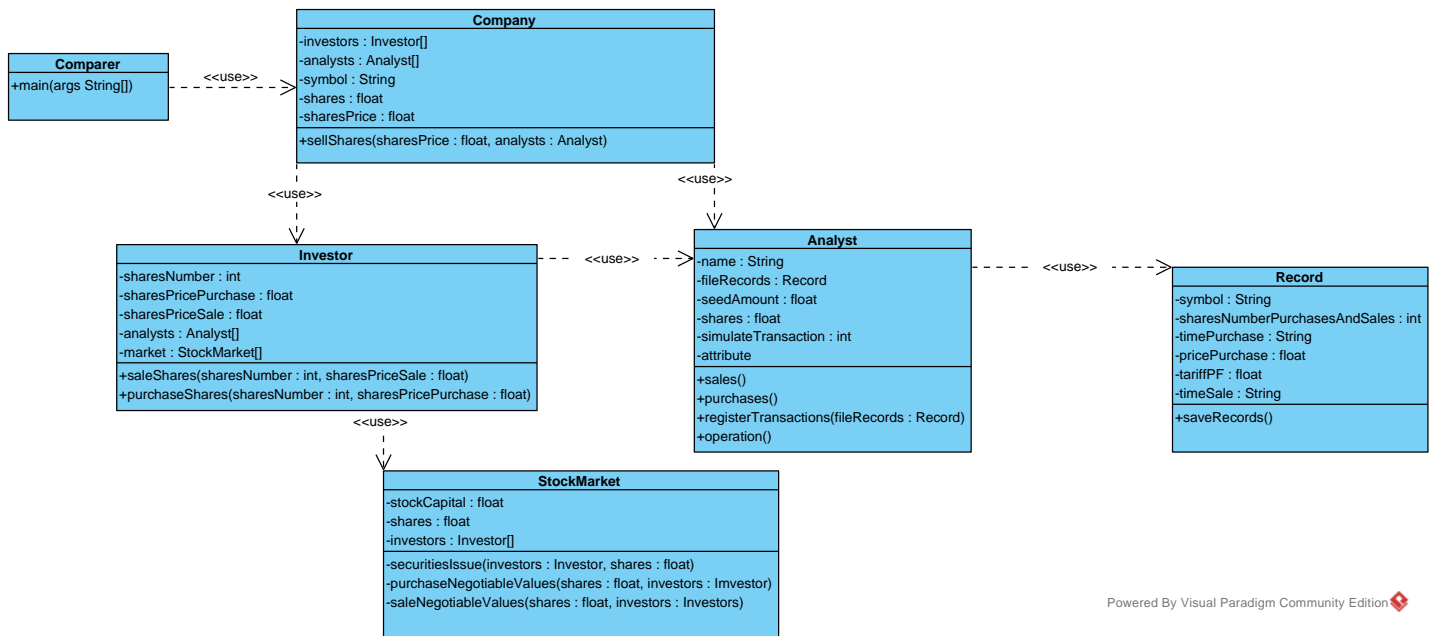 Company
-investors : Investor[]
-analysts : Analyst[]
-symbol : String
-shares : float
-sharesPrice : float
+sellShares(sharesPrice : float, analysts : Analyst)
Comparer
+main(args String[])
<<use>>
<<use>>
<<use>>
Investor
-sharesNumber : int
-sharesPricePurchase : float
-sharesPriceSale : float
-analysts : Analyst[]
-market : StockMarket[]
+saleShares(sharesNumber : int, sharesPriceSale : float)
+purchaseShares(sharesNumber : int, sharesPricePurchase : float)
<<use>>
Analyst
-name : String
-fileRecords : Record
-seedAmount : float
-shares : float
-simulateTransaction : int
-attribute
+sales()
+purchases()
+registerTransactions(fileRecords : Record)
+operation()
<<use>>
Record
-symbol : String
-sharesNumberPurchasesAndSales : int
-timePurchase : String
-pricePurchase : float
-tariffPF : float
-timeSale : String
+saveRecords()
<<use>>
StockMarket
-stockCapital : float
-shares : float
-investors : Investor[]
-securitiesIssue(investors : Investor, shares : float)
-purchaseNegotiableValues(shares : float, investors : Imvestor)
-saleNegotiableValues(shares : float, investors : Investors)
Powered By Visual Paradigm Community Edition